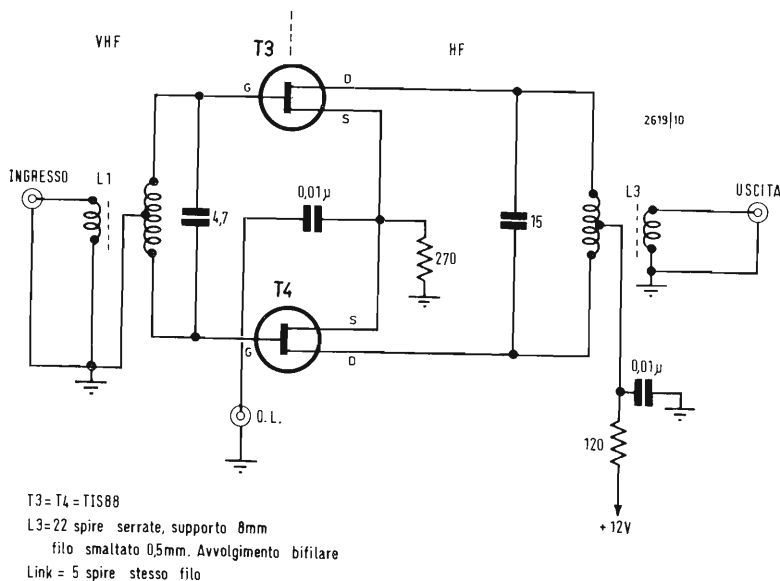 VHF
T3
HF
G
D
S
2619|10
INGRESSO
L1
0,01µ
L3
USCITA
4,7
15
270
T4
S
G
D
0,01µ
O.L.
120
+ 12V
T3 = T4 = TIS88
L3 = 22 spire serrate, supporto 8mm
filo smaltato 0,5mm. Avvolgimento bifilare
Link = 5 spire stesso filo